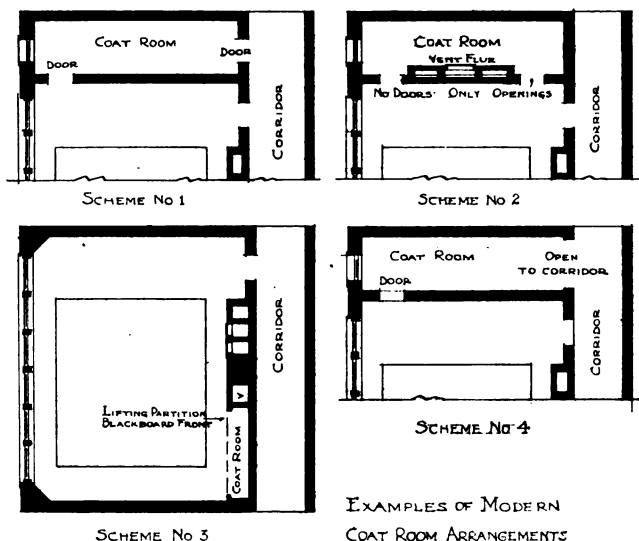 COAT ROOM
DOOR
DOOR
CORRIDOR
SCHEME No 1
COAT ROOM
VENT FLUE
NO DOORS ONLY OPENINGS
CORRIDOR
SCHEME No 2
CORRIDOR
V
LIFTING PARTITION
BLACKBOARD FRONT
COAT ROOM
SCHEME No 3
COAT ROOM
OPEN
TO CORRIDOR
DOOR
CORRIDOR
SCHEME No 4
EXAMPLES OF MODERN
COAT ROOM ARRANGEMENTS